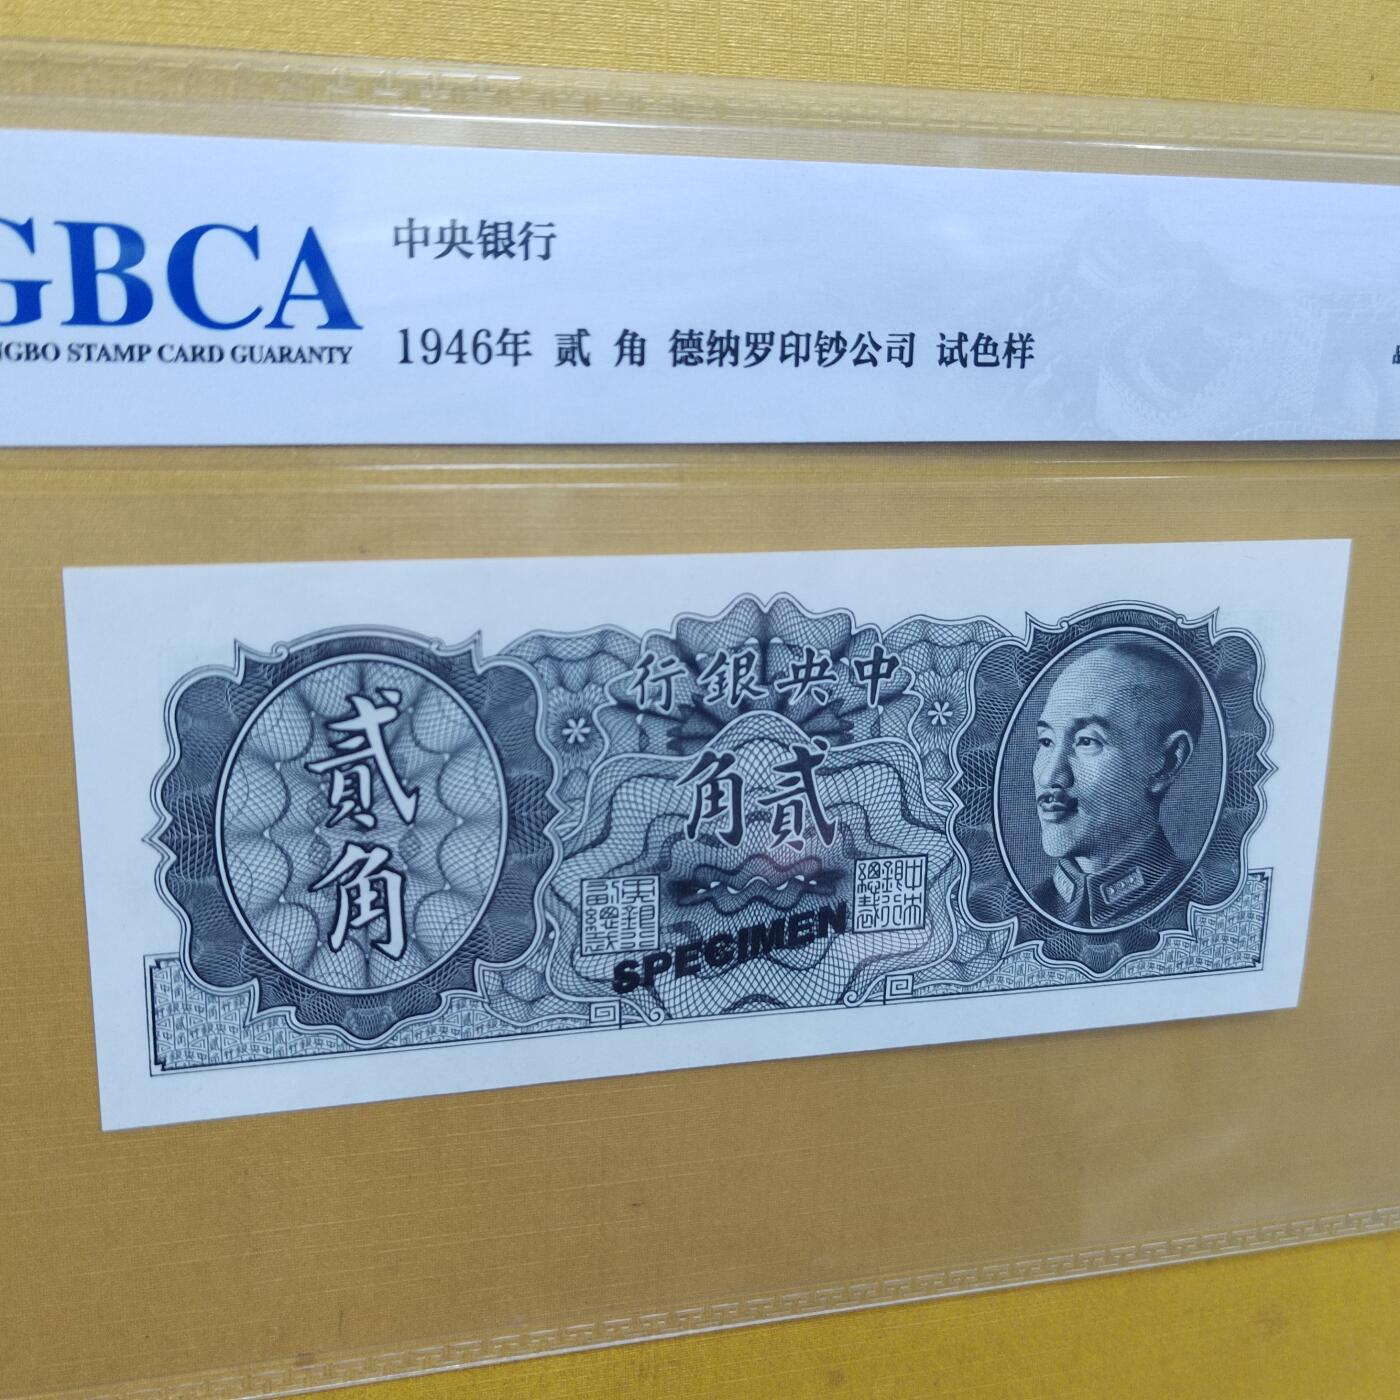 GBCA
NGBO STAMP CARD GUARANTY
中央银行
1946年 贰 角 德纳罗印钞公司 试色样
行銀央中
角貳
貳角
SPECIMEN